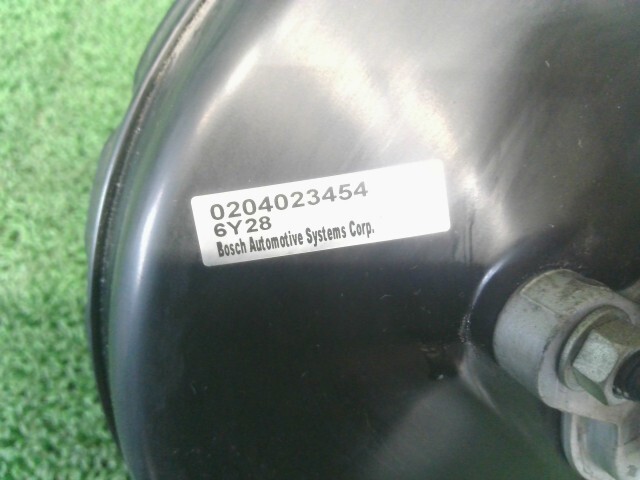 0204023454
6Y28
Bosch Automotive Systems Corp.